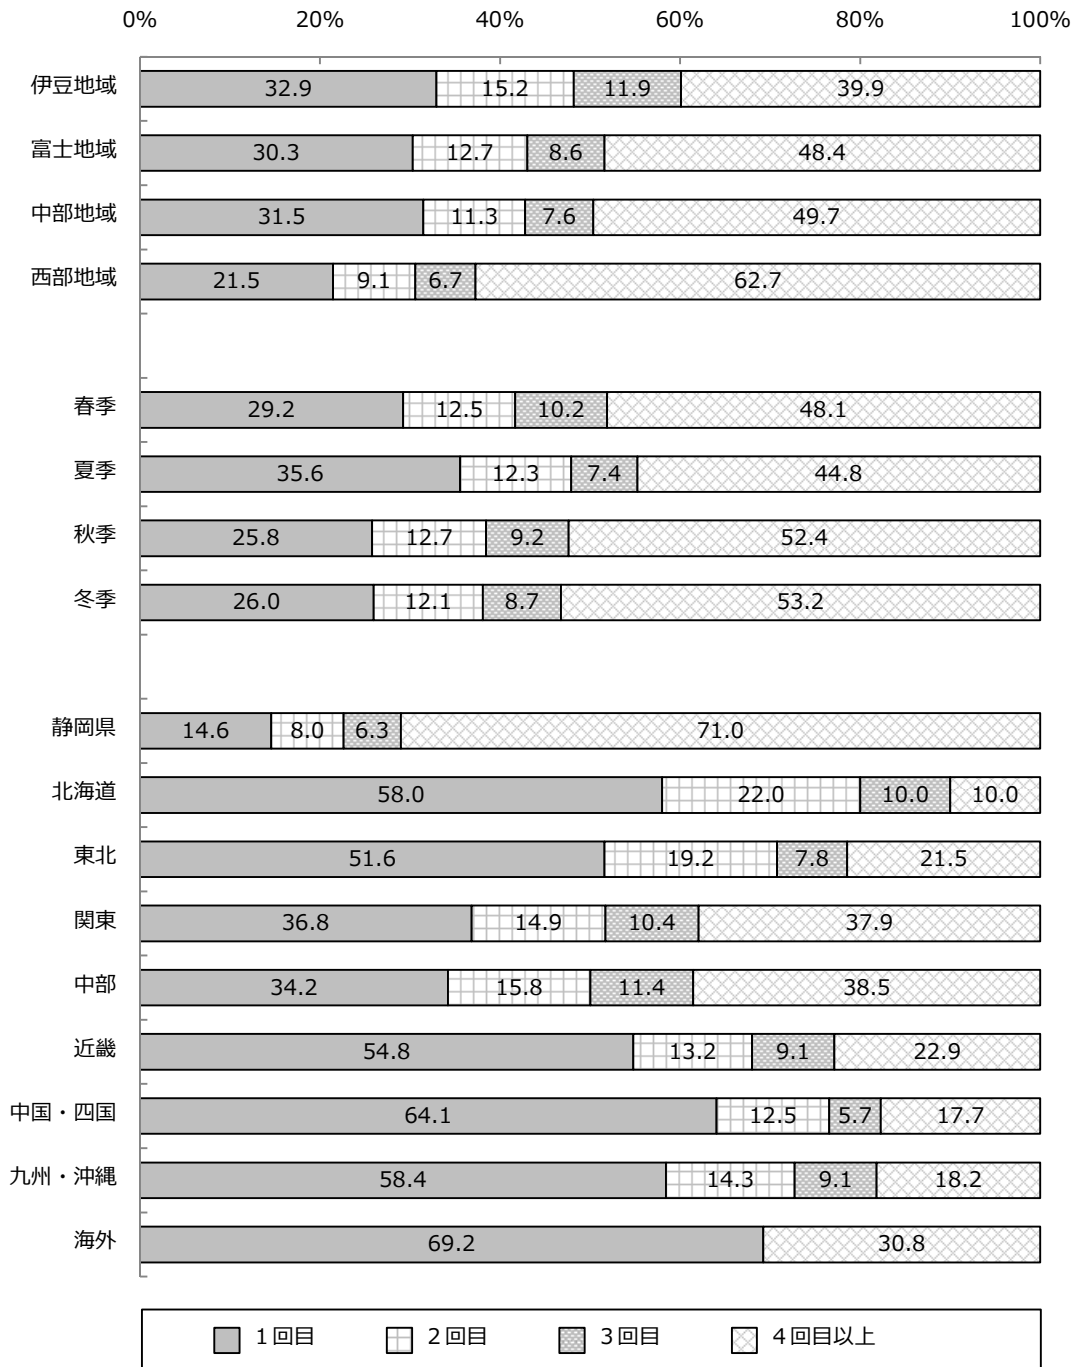 0% 20% 40% 60% 80% 100%
伊豆地域 32.9 15.2 11.9 39.9
富士地域 30.3 12.7 8.6 48.4
中部地域 31.5 11.3 7.6 49.7
西部地域 21.5 9.1 6.7 62.7
春季 29.2 12.5 10.2 48.1
夏季 35.6 12.3 7.4 44.8
秋季 25.8 12.7 9.2 52.4
冬季 26.0 12.1 8.7 53.2
静岡県 14.6 8.0 6.3 71.0
北海道 58.0 22.0 10.0 10.0
東北 51.6 19.2 7.8 21.5
関東 36.8 14.9 10.4 37.9
中部 34.2 15.8 11.4 38.5
近畿 54.8 13.2 9.1 22.9
中国・四国 64.1 12.5 5.7 17.7
九州・沖縄 58.4 14.3 9.1 18.2
海外 69.2 30.8
１回目 ２回目 ３回目 ４回目以上